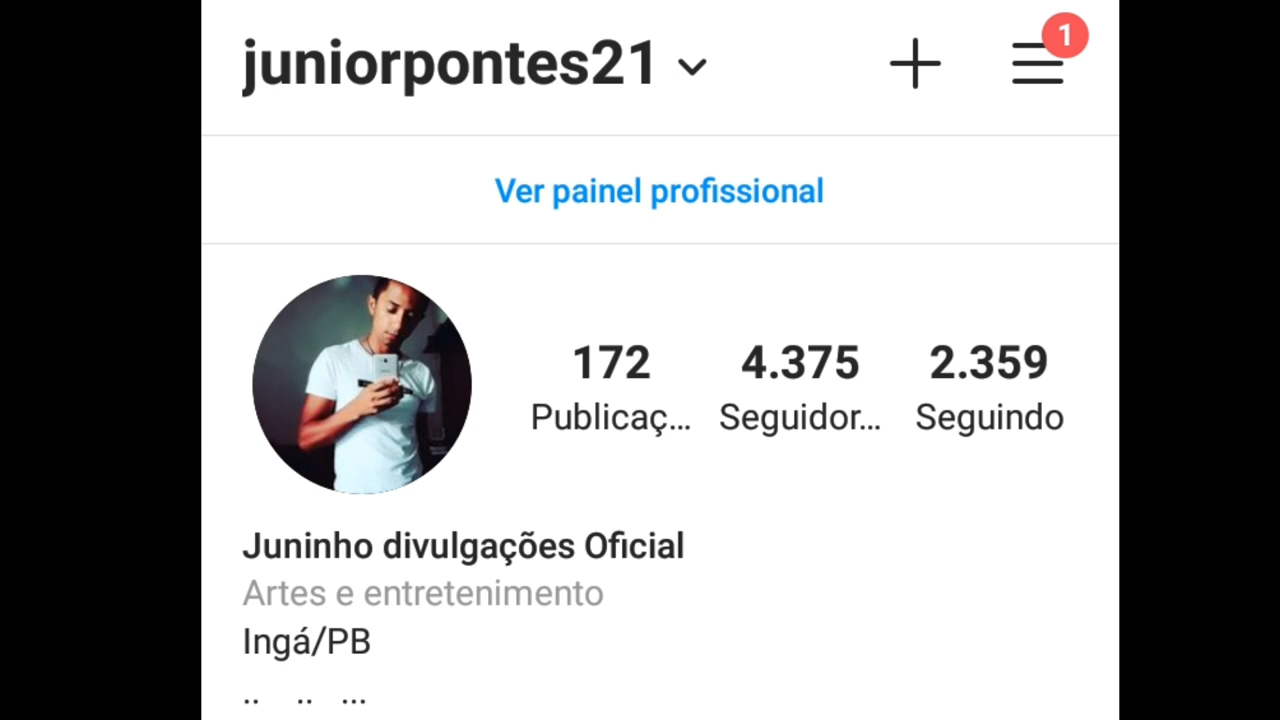 juniorpontes21
1
Ver painel profissional
172 4.375 2.359
Publicaç... Seguidor... Seguindo
Juninho divulgações Oficial
Artes e entretenimento
Ingá/PB